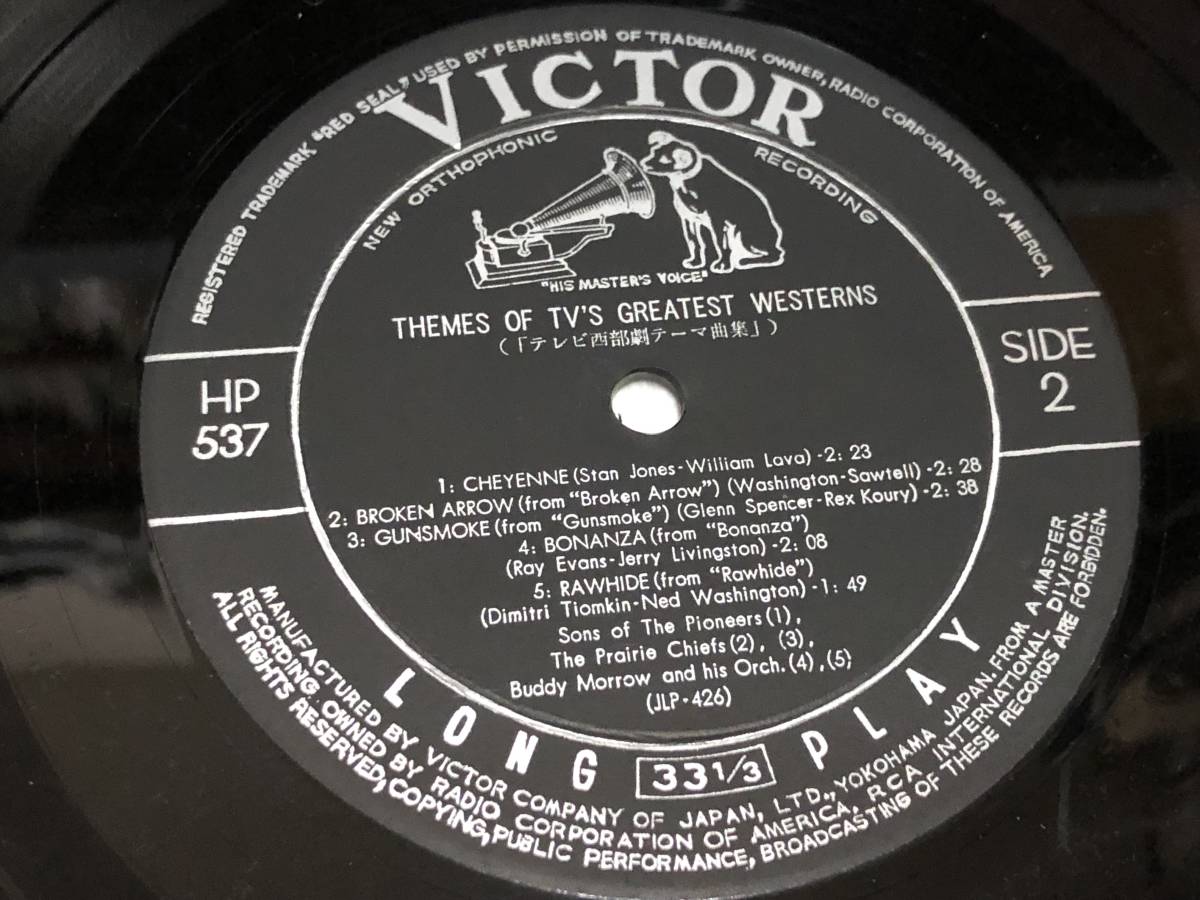 REGISTERED TRADEMARK "RED SEAL" USED BY PERMISSION OF TRADEMARK OWNER, RADIO CORPORATION OF AMERICA
VICTOR
NEW ORTHOPHONIC RECORDING
"HIS MASTER'S VOICE"
THEMES OF TV'S GREATEST WESTERNS
(「テレビ西部劇テーマ曲集」)
HP
537
SIDE
2
1: CHEYENNE (Stan Jones-William Lava)-2: 23
2: BROKEN ARROW (from "Broken Arrow") (Washington-Sawtell)-2: 28
3: GUNSMOKE (from "Gunsmoke") (Glenn Spencer-Rex Koury)-2: 38
4: BONANZA (from "Bonanza")
(Ray Evans-Jerry Livingston)-2: 08
5: RAWHIDE (from "Rawhide")
(Dimitri Tiomkin-Ned Washington)-1: 49
Sons of The Pioneers (1),
The Prairie Chiefs (2), (3),
Buddy Morrow and his Orch. (4), (5)
(JLP-426)
LONG 33 1/3 PLAY
MANUFACTURED BY VICTOR COMPANY OF JAPAN, LTD., YOKOHAMA JAPAN, FROM A MASTER
RECORDING OWNED BY RADIO CORPORATION OF AMERICA, RCA INTERNATIONAL DIVISION.
ALL RIGHTS RESERVED, COPYING, PUBLIC PERFORMANCE, BROADCASTING OF THESE RECORDS ARE FORBIDDEN.